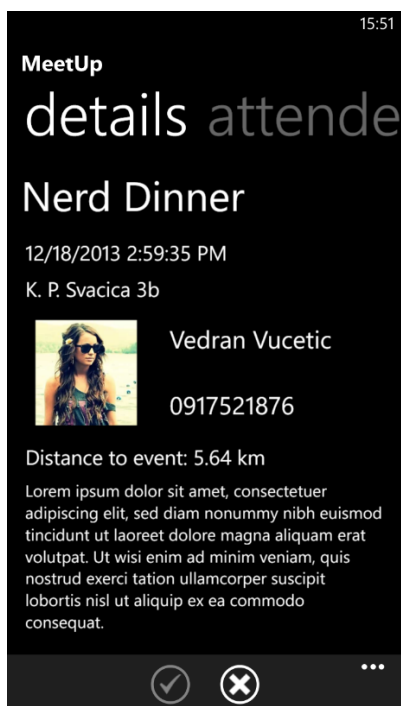 15:51
MeetUp
details attende
Nerd Dinner
12/18/2013 2:59:35 PM
K. P. Svacica 3b
Vedran Vucetic
0917521876
Distance to event: 5.64 km
Lorem ipsum dolor sit amet, consectetuer
adipiscing elit, sed diam nonummy nibh euismod
tincidunt ut laoreet dolore magna aliquam erat
volutpat. Ut wisi enim ad minim veniam, quis
nostrud exerci tation ullamcorper suscipit
lobortis nisl ut aliquip ex ea commodo
consequat.